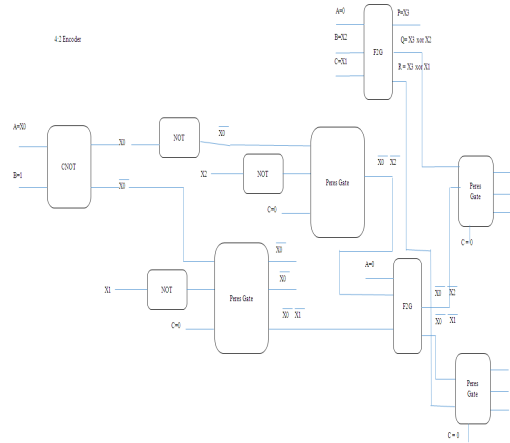 4:2 Encoder
A=0
P=X3
B=X2
Q= X3 xor X2
F2G
C=X1
R = X3 xor X1
A=X0
CNOT
X0
NOT
X0
B=1
X0
X2
NOT
Peres Gate
X0 X2
C=0
Peres Gate
C = 0
X0
X0
X1
NOT
Peres Gate
X0 X1
C=0
A=0
F2G
X0 X2
X0 X1
Peres Gate
C = 0